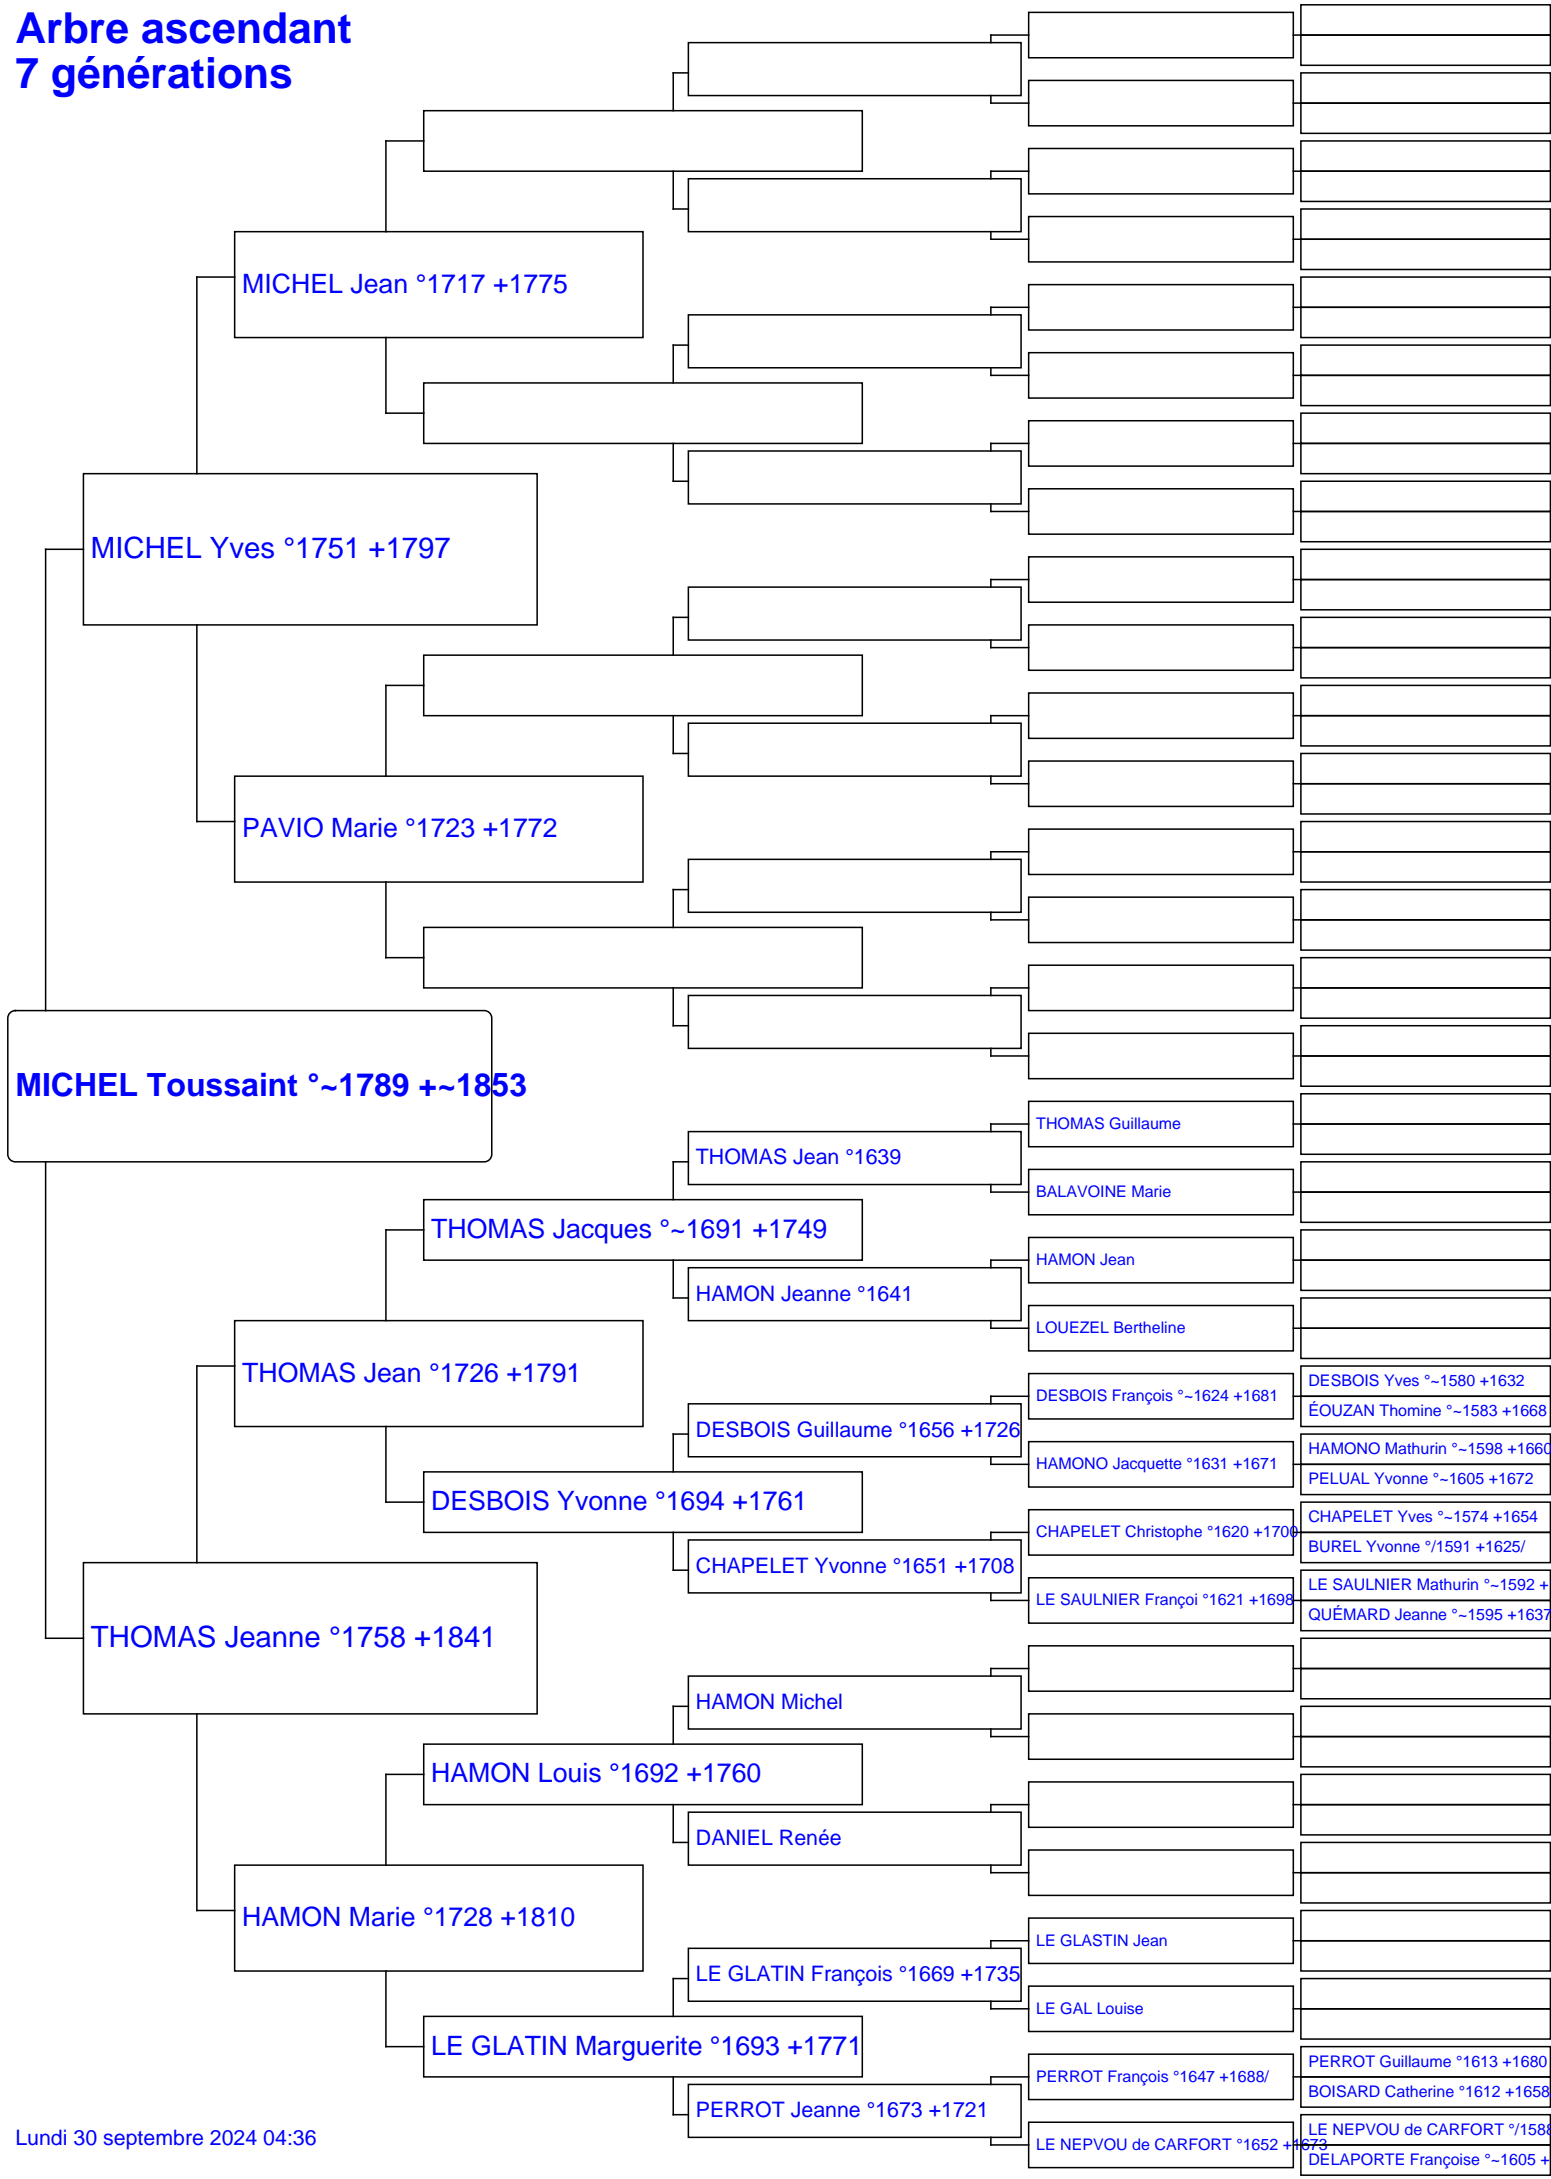 Arbre ascendant
7 générations
MICHEL Jean °1717 +1775
MICHEL Yves °1751 +1797
PAVIO Marie °1723 +1772
MICHEL Toussaint °~1789 +~1853
THOMAS Guillaume
THOMAS Jean °1639
BALAVOINE Marie
THOMAS Jacques °~1691 +1749
HAMON Jean
HAMON Jeanne °1641
LOUEZEL Bertheline
THOMAS Jean °1726 +1791
DESBOIS Yves °~1580 +1632
DESBOIS François °~1624 +1681
ÉOUZAN Thomine °~1583 +1668
DESBOIS Guillaume °1656 +1726
HAMONO Mathurin °~1598 +1660
HAMONO Jacquette °1631 +1671
PELUAL Yvonne °~1605 +1672
DESBOIS Yvonne °1694 +1761
CHAPELET Yves °~1574 +1654
CHAPELET Christophe °1620 +1700
BUREL Yvonne °/1591 +1625/
CHAPELET Yvonne °1651 +1708
LE SAULNIER Mathurin °~1592 +
LE SAULNIER Françoi °1621 +1698
QUÉMARD Jeanne °~1595 +1637
THOMAS Jeanne °1758 +1841
HAMON Michel
HAMON Louis °1692 +1760
DANIEL Renée
HAMON Marie °1728 +1810
LE GLASTIN Jean
LE GLATIN François °1669 +1735
LE GAL Louise
LE GLATIN Marguerite °1693 +1771
PERROT Guillaume °1613 +1680
PERROT François °1647 +1688/
BOISARD Catherine °1612 +1658
PERROT Jeanne °1673 +1721
LE NEPVOU de CARFORT °/1588
LE NEPVOU de CARFORT °1652 +1673
DELAPORTE Françoise °~1605 +
Lundi 30 septembre 2024 04:36